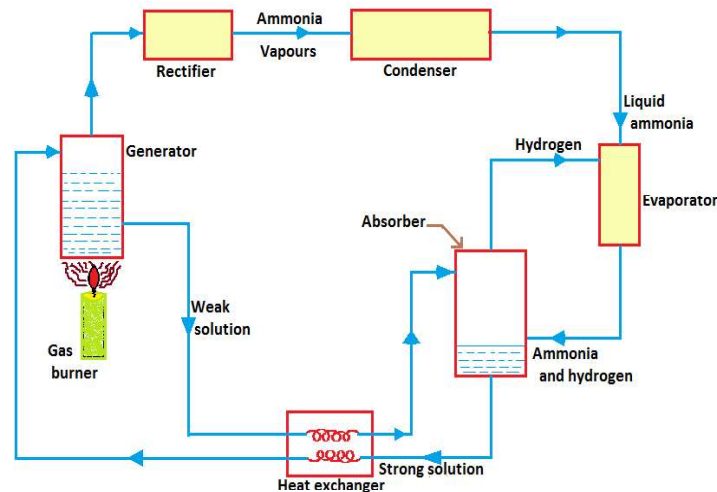 Ammonia
Vapours
Rectifier
Condenser
Liquid
ammonia
Generator
Hydrogen
Evaporator
Absorber
Weak
solution
Gas
burner
Ammonia
and hydrogen
Strong solution
Heat exchanger